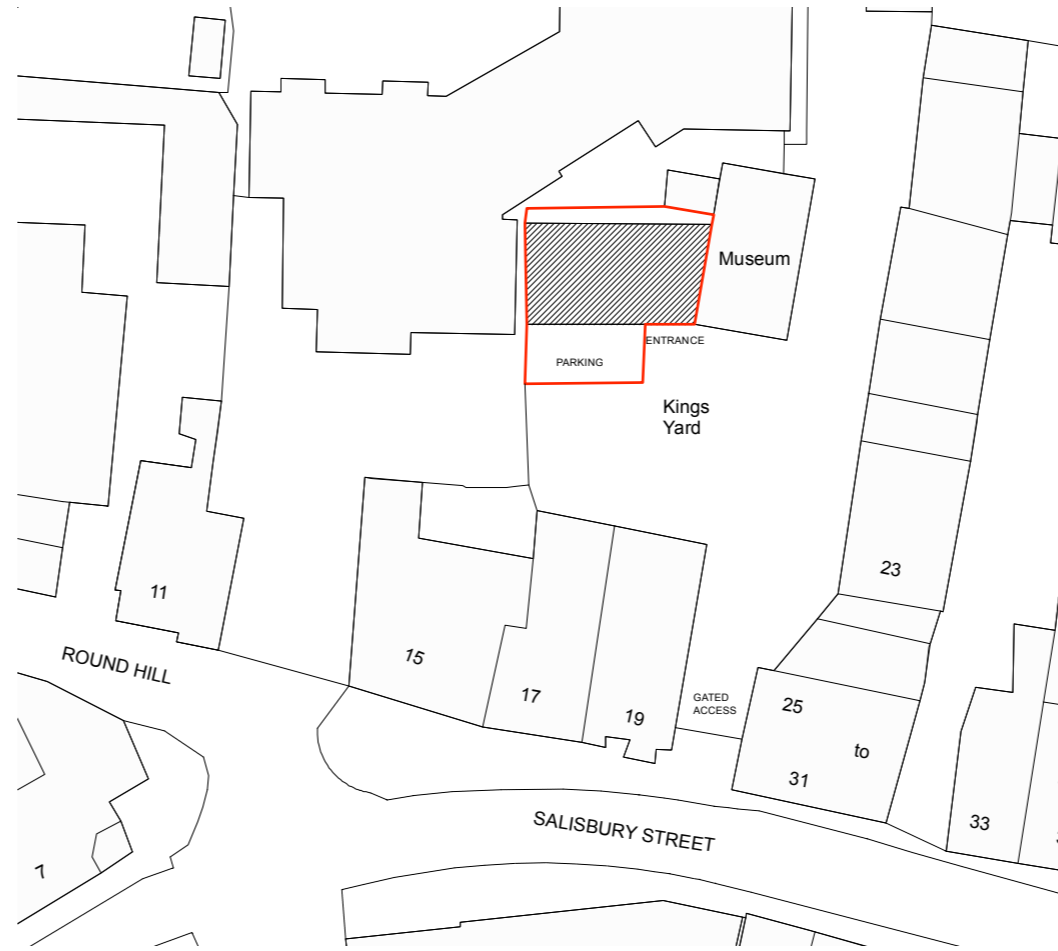 Museum
ENTRANCE
PARKING
Kings
Yard
23
11
ROUND HILL
15
17
19
GATED
ACCESS
25
to
31
SALISBURY STREET
33
7